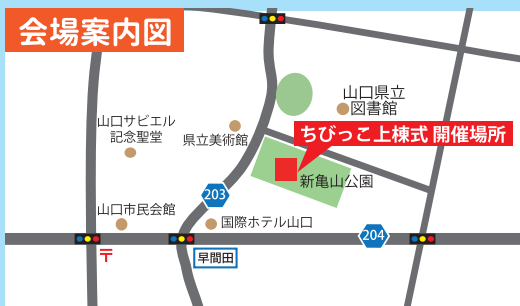 会場案内図
山口県立
図書館
山口サビエル
記念聖堂
県立美術館
ちびっこ上棟式 開催場所
新亀山公園
203
山口市民会館
国際ホテル山口
204
〒
早間田